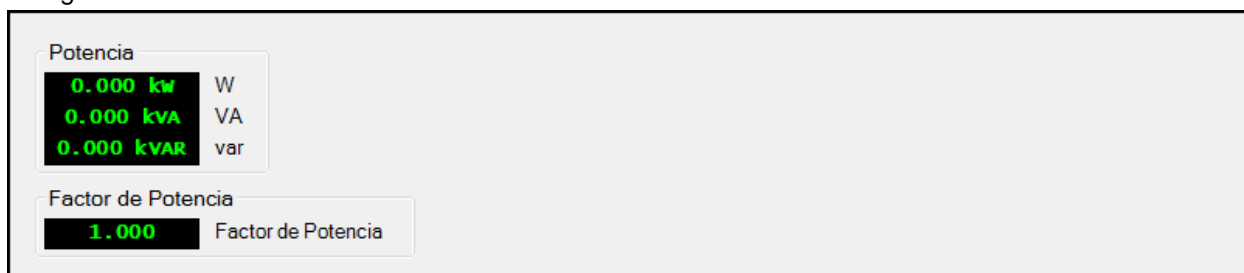 Potencia
0.000 kW W
0.000 kVA VA
0.000 kVAR var
Factor de Potencia
1.000 Factor de Potencia